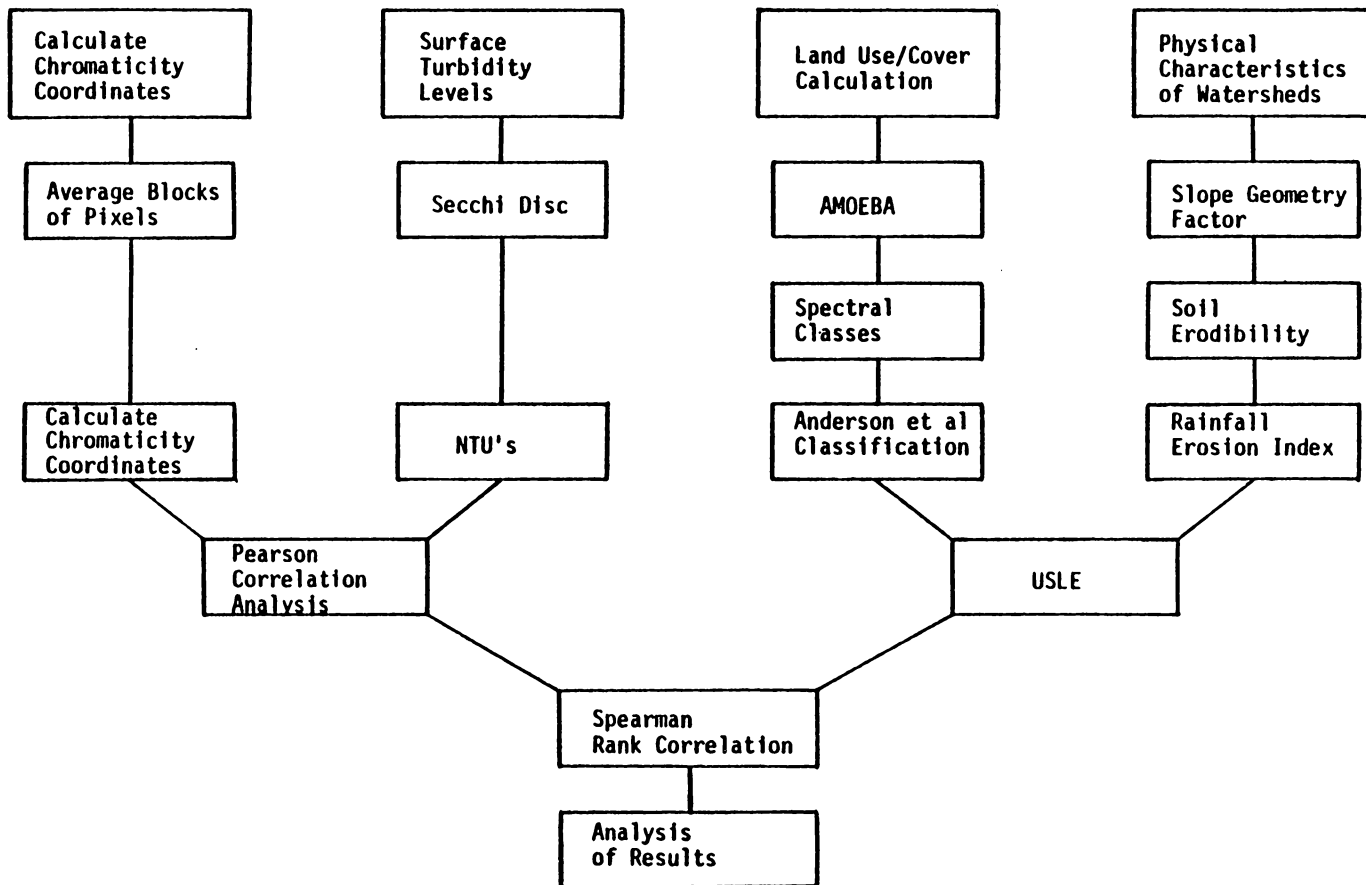 Calculate
Chromaticity
Coordinates
Surface
Turbidity
Levels
Land Use/Cover
Calculation
Physical
Characteristics
of Watersheds
Average Blocks
of Pixels
Secchi Disc
AMOEBA
Slope Geometry
Factor
Spectral
Classes
Soil
Erodibility
Calculate
Chromaticity
Coordinates
NTU's
Anderson et al
Classification
Rainfall
Erosion Index
Pearson
Correlation
Analysis
USLE
Spearman
Rank Correlation
Analysis
of Results